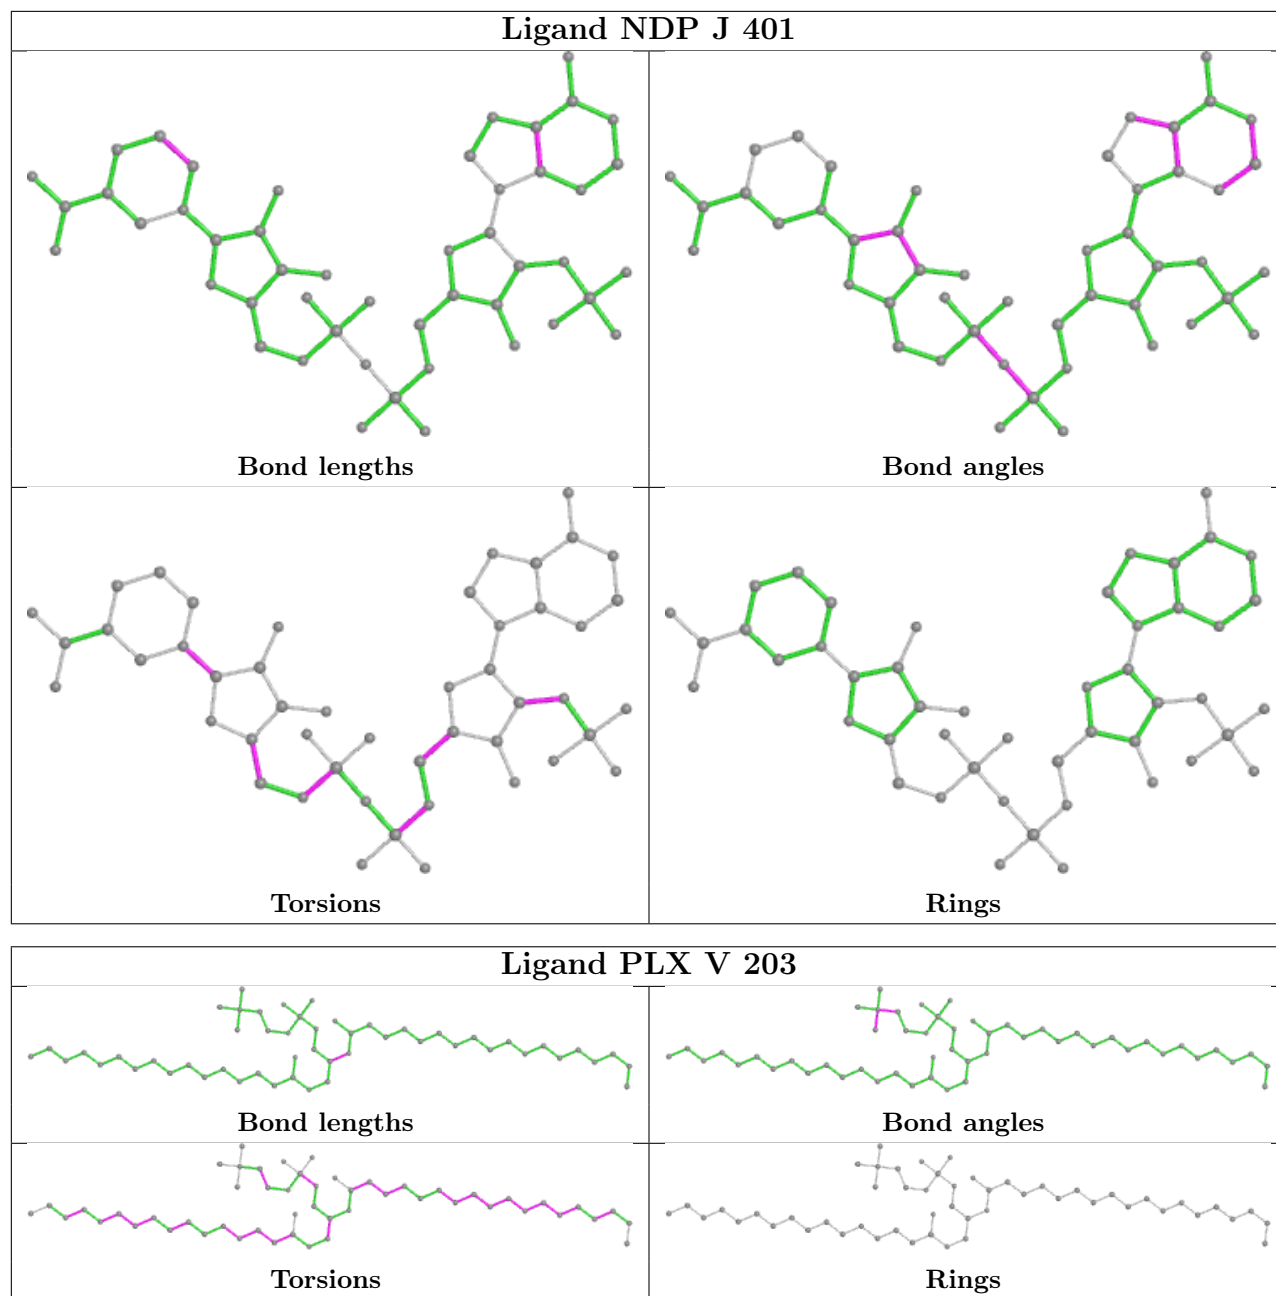 Ligand NDP J 401
Bond lengths
Bond angles
Torsions
Rings
Ligand PLX V 203
Bond lengths
Bond angles
Torsions
Rings